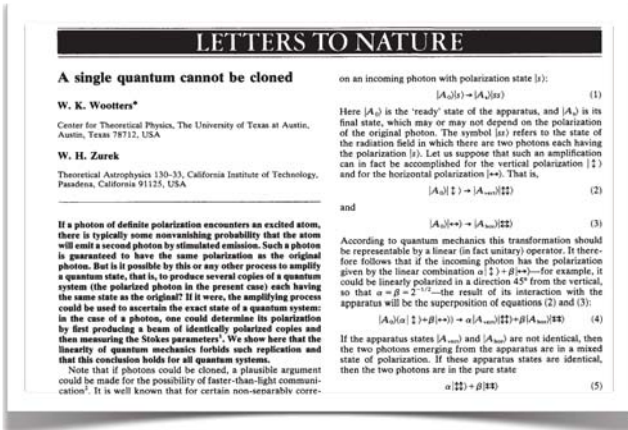 LETTERS TO NATURE
A single quantum cannot be cloned
W. K. Wootters*
Center for Theoretical Physics, The University of Texas at Austin,
Austin, Texas 78712, USA
W. H. Zurek
Theoretical Astrophysics 130–33, California Institute of Technology,
Pasadena, California 91125, USA
If a photon of definite polarization encounters an excited atom,
there is typically some nonvanishing probability that the atom
will emit a second photon by stimulated emission. Such a photon
is guaranteed to have the same polarization as the original
photon. But is it possible by this or any other process to amplify
a quantum state, that is, to produce several copies of a quantum
system (the polarized photon in the present case) each having
the same state as the original? If it were, the amplifying process
could be used to ascertain the exact state of a quantum system:
in the case of a photon, one could determine its polarization
by first producing a beam of identically polarized copies and
then measuring the Stokes parameters¹. We show here that the
linearity of quantum mechanics forbids such replication and
that this conclusion holds for all quantum systems.
Note that if photons could be cloned, a plausible argument
could be made for the possibility of faster-than-light communi-
cation². It is well known that for certain non-separably corre-
on an incoming photon with polarization state |s⟩:
|A₀⟩|s⟩→|Aₛ⟩|ss⟩ (1)
Here |A₀⟩ is the 'ready' state of the apparatus, and |Aₛ⟩ is its
final state, which may or may not depend on the polarization
of the original photon. The symbol |ss⟩ refers to the state of
the radiation field in which there are two photons each having
the polarization |s⟩. Let us suppose that such an amplification
can in fact be accomplished for the vertical polarization |↕⟩
and for the horizontal polarization |↔⟩. That is,
|A₀⟩|↕⟩→|A_vert⟩|↕↕⟩ (2)
and
|A₀⟩|↔⟩→|A_hor⟩ (3)
According to quantum mechanics this transformation should
be representable by a linear (in fact unitary) operator. It there-
fore follows that if the incoming photon has the polarization
given by the linear combination α|↕⟩+β|↔⟩—for example, it
could be linearly polarized in a direction 45° from the vertical,
so that α = β = 2^−1/2—the result of its interaction with the
apparatus will be the superposition of equations (2) and (3):
|A₀⟩(α|↕⟩+β|↔⟩)→α|A_vert⟩|↕↕⟩+β|A_hor⟩ (4)
If the apparatus states |A_vert⟩ and |A_hor⟩ are not identical, then
the two photons emerging from the apparatus are in a mixed
state of polarization. If these apparatus states are identical,
then the two photons are in the pure state
α|↕↕⟩+β (5)